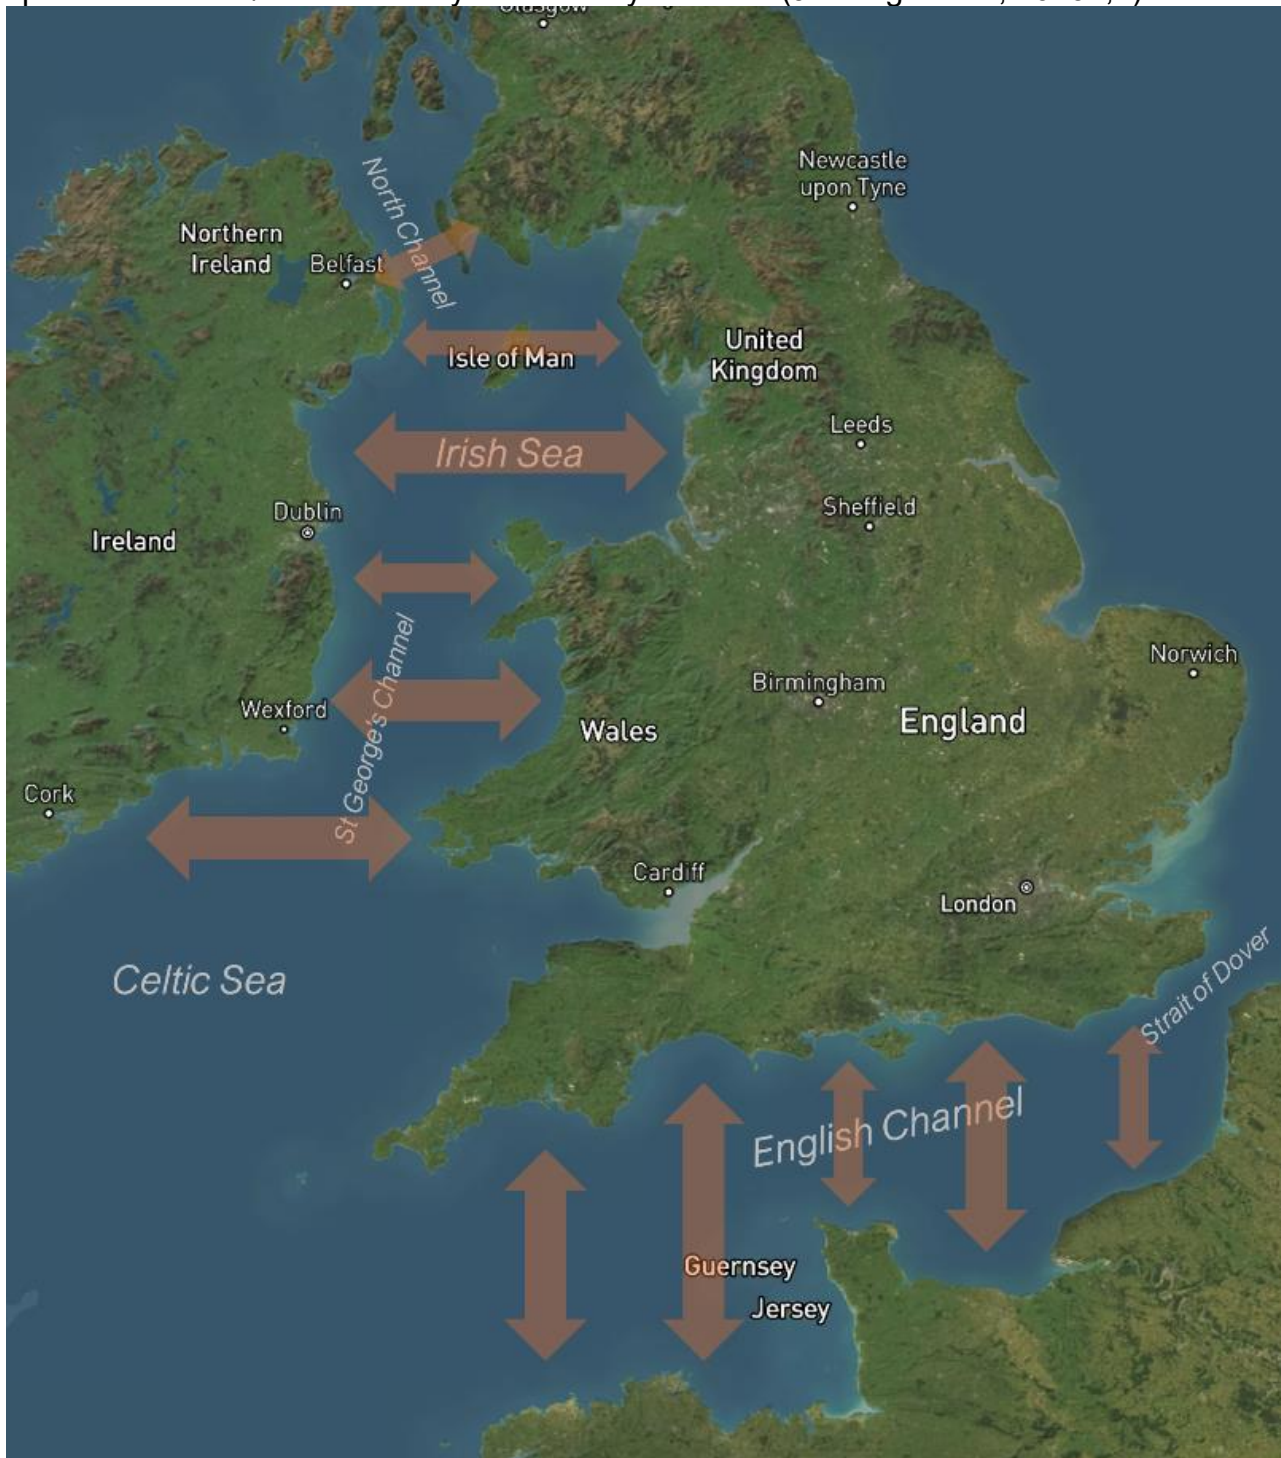 Glasgow
Newcastle
upon Tyne
North Channel
Northern
Ireland
Belfast
Isle of Man
United
Kingdom
Leeds
Irish Sea
Sheffield
Dublin
Ireland
St George's Channel
Norwich
Birmingham
Wexford
England
Wales
Cork
Cardiff
London
Celtic Sea
Strait of Dover
English Channel
Guernsey
Jersey